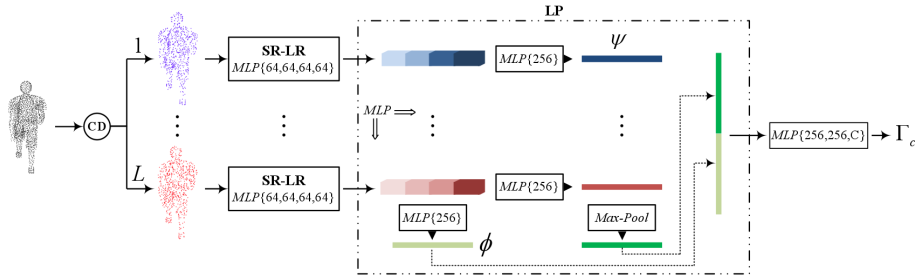 LP
1
SR-LR
MLP{64,64,64,64}
MLP{256}
ψ
CD
MLP
MLP{256,256,C}
Γc
L
SR-LR
MLP{64,64,64,64}
MLP{256}
MLP{256}
ϕ
Max-Pool